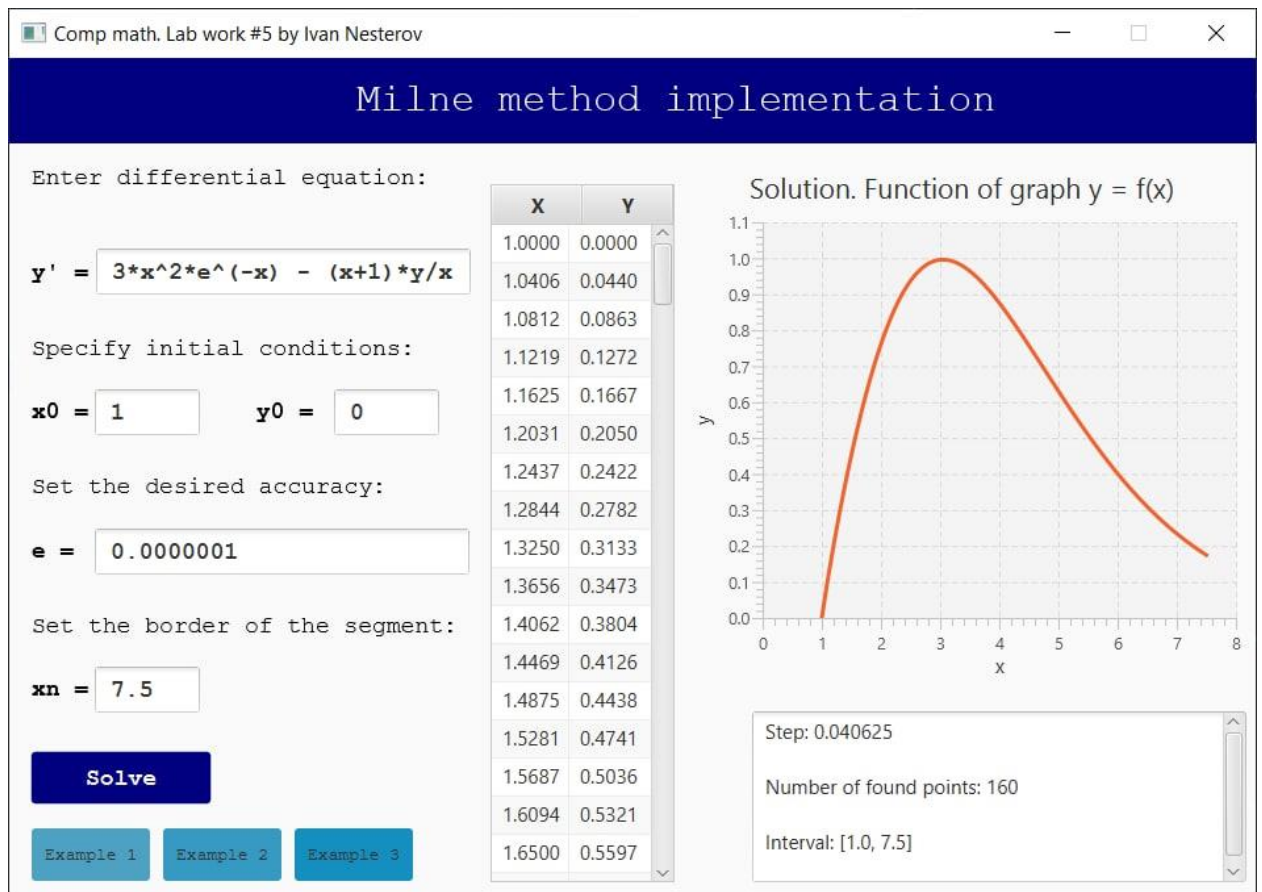 Comp math. Lab work #5 by Ivan Nesterov
Milne method implementation
Enter differential equation:
y' = 3*x^2*e^(-x) - (x+1)*y/x
Specify initial conditions:
x0 = 1 y0 = 0
Set the desired accuracy:
e = 0.0000001
Set the border of the segment:
xn = 7.5
Solve
Example 1 Example 2 Example 3
X Y
1.0000 0.0000
1.0406 0.0440
1.0812 0.0863
1.1219 0.1272
1.1625 0.1667
1.2031 0.2050
1.2437 0.2422
1.2844 0.2782
1.3250 0.3133
1.3656 0.3473
1.4062 0.3804
1.4469 0.4126
1.4875 0.4438
1.5281 0.4741
1.5687 0.5036
1.6094 0.5321
1.6500 0.5597
Solution. Function of graph y = f(x)
1.1
1.0
0.9
0.8
0.7
0.6
0.5
0.4
0.3
0.2
0.1
0.0
y
0 1 2 3 4 5 6 7 8
x
Step: 0.040625
Number of found points: 160
Interval: [1.0, 7.5]